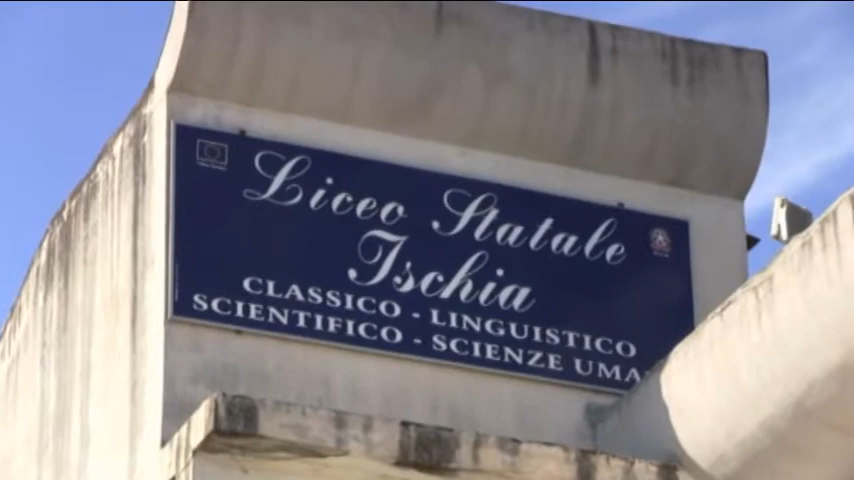 Liceo Statale
Ischia
CLASSICO - LINGUISTICO
SCIENTIFICO - SCIENZE UMA